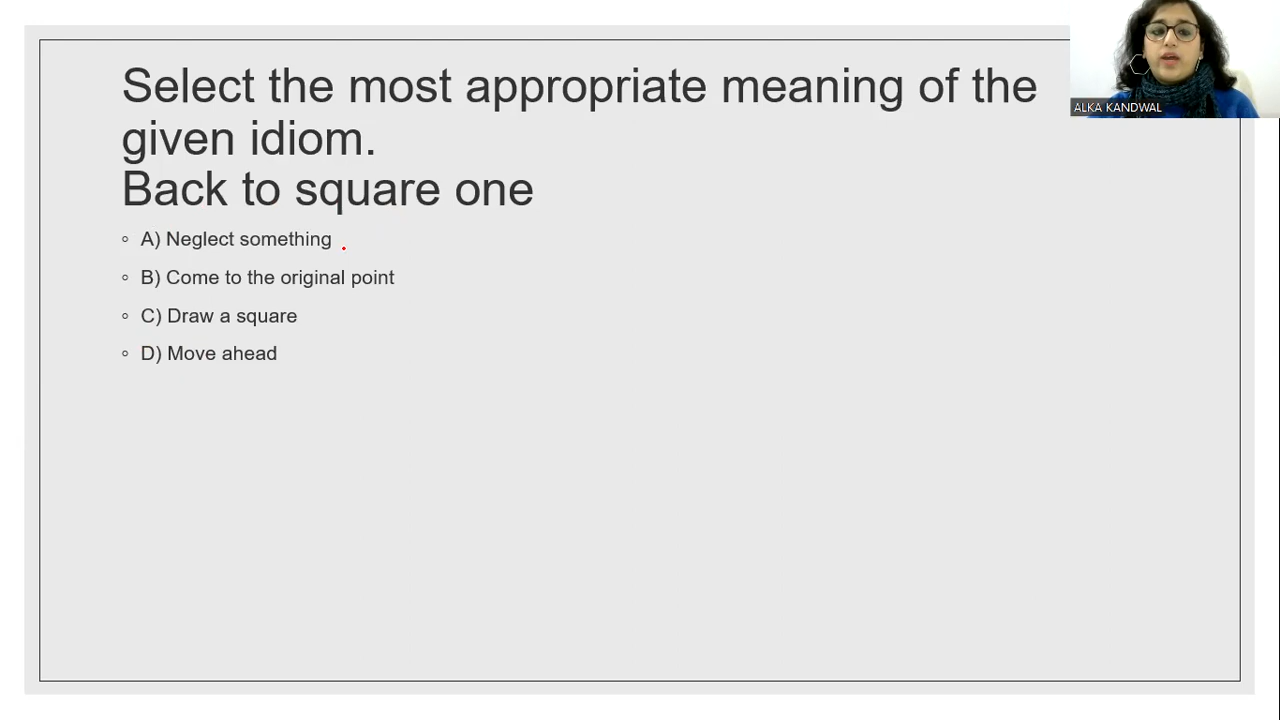 Select the most appropriate meaning of the
given idiom.
Back to square one
A) Neglect something
B) Come to the original point
C) Draw a square
D) Move ahead
ALKA KANDWAL